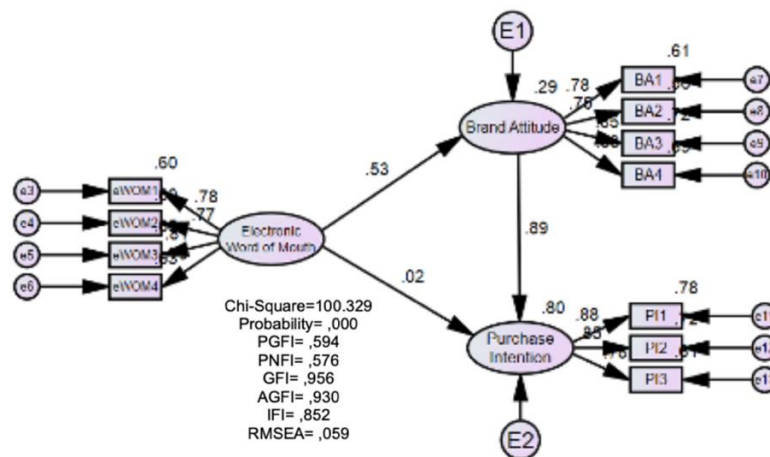 E1
.61
.29
.78
BA1
e7
BA2
e8
Brand Attitude
BA3
e9
BA4
e10
.53
.60
e3
eWOM1
.78
e4
eWOM2
.77
Electronic
Word of Mouth
e5
eWOM3
e6
eWOM4
.89
.02
Chi-Square=100.329
Probability= ,000
PGFI= ,594
PNFI= ,576
GFI= ,956
AGFI= ,930
IFI= ,852
RMSEA= ,059
.80
.88
.78
PI1
Purchase
Intention
PI2
PI3
E2